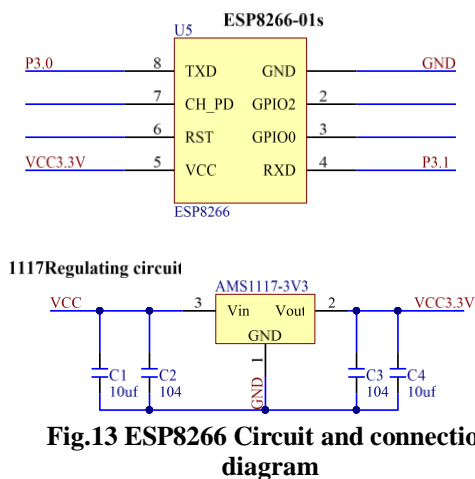 ESP8266-01s
U5
P3.0 8 TXD GND GND
7 CH_PD GPIO2 2
6 RST GPIO0 3
VCC3.3V 5 VCC RXD 4 P3.1
ESP8266
1117Regulating circuit
AMS1117-3V3
VCC 3 Vin Vout 2 VCC3.3V
GND
1
GND
C1 C2 C3 C4
10uf 104 104 10uf
Fig.13 ESP8266 Circuit and connectio
diagram